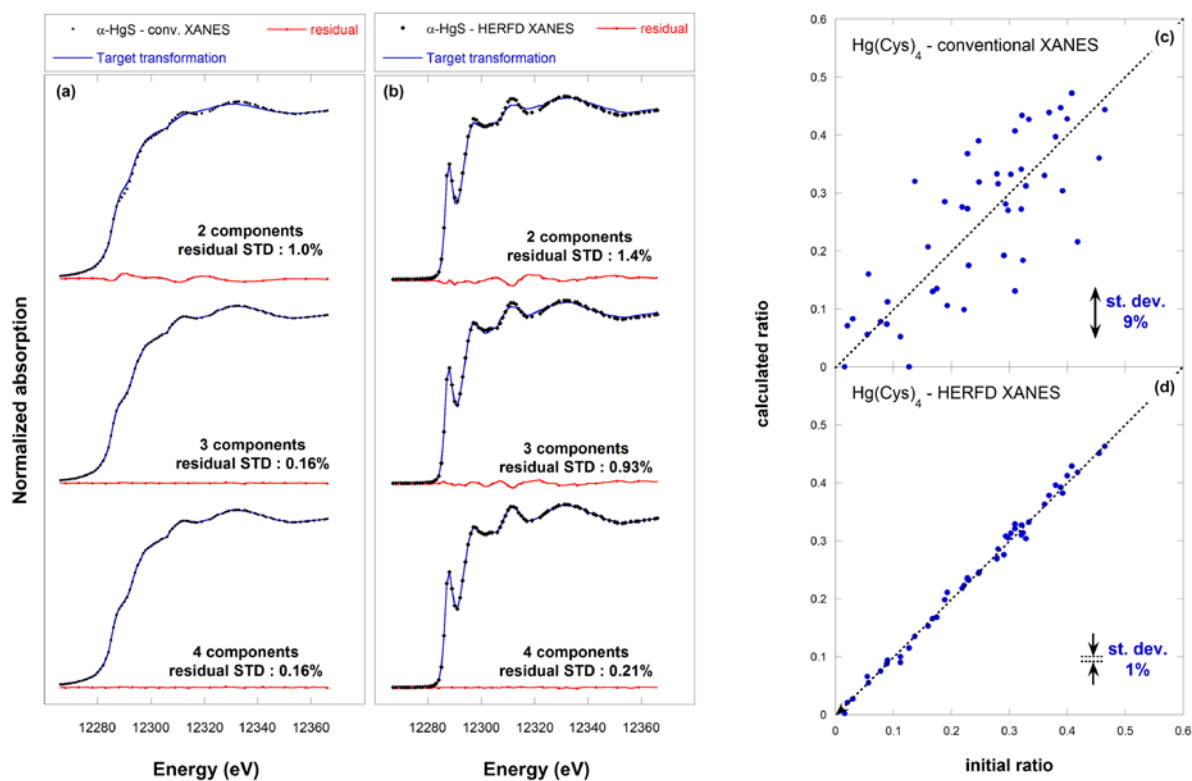 α-HgS - conv. XANES
residual
Target transformation
α-HgS - HERFD XANES
residual
Target transformation
Normalized absorption
(a)
2 components
residual STD : 1.0%
3 components
residual STD : 0.16%
4 components
residual STD : 0.16%
12280
12300
12320
12340
12360
Energy (eV)
(b)
2 components
residual STD : 1.4%
3 components
residual STD : 0.93%
4 components
residual STD : 0.21%
12280
12300
12320
12340
12360
Energy (eV)
calculated ratio
0.6
0.5
0.4
0.3
0.2
0.1
0
(c)
Hg(Cys)4 - conventional XANES
st. dev.
9%
0.5
0.4
0.3
0.2
0.1
0
(d)
Hg(Cys)4 - HERFD XANES
st. dev.
1%
0
0.1
0.2
0.3
0.4
0.5
0.6
initial ratio